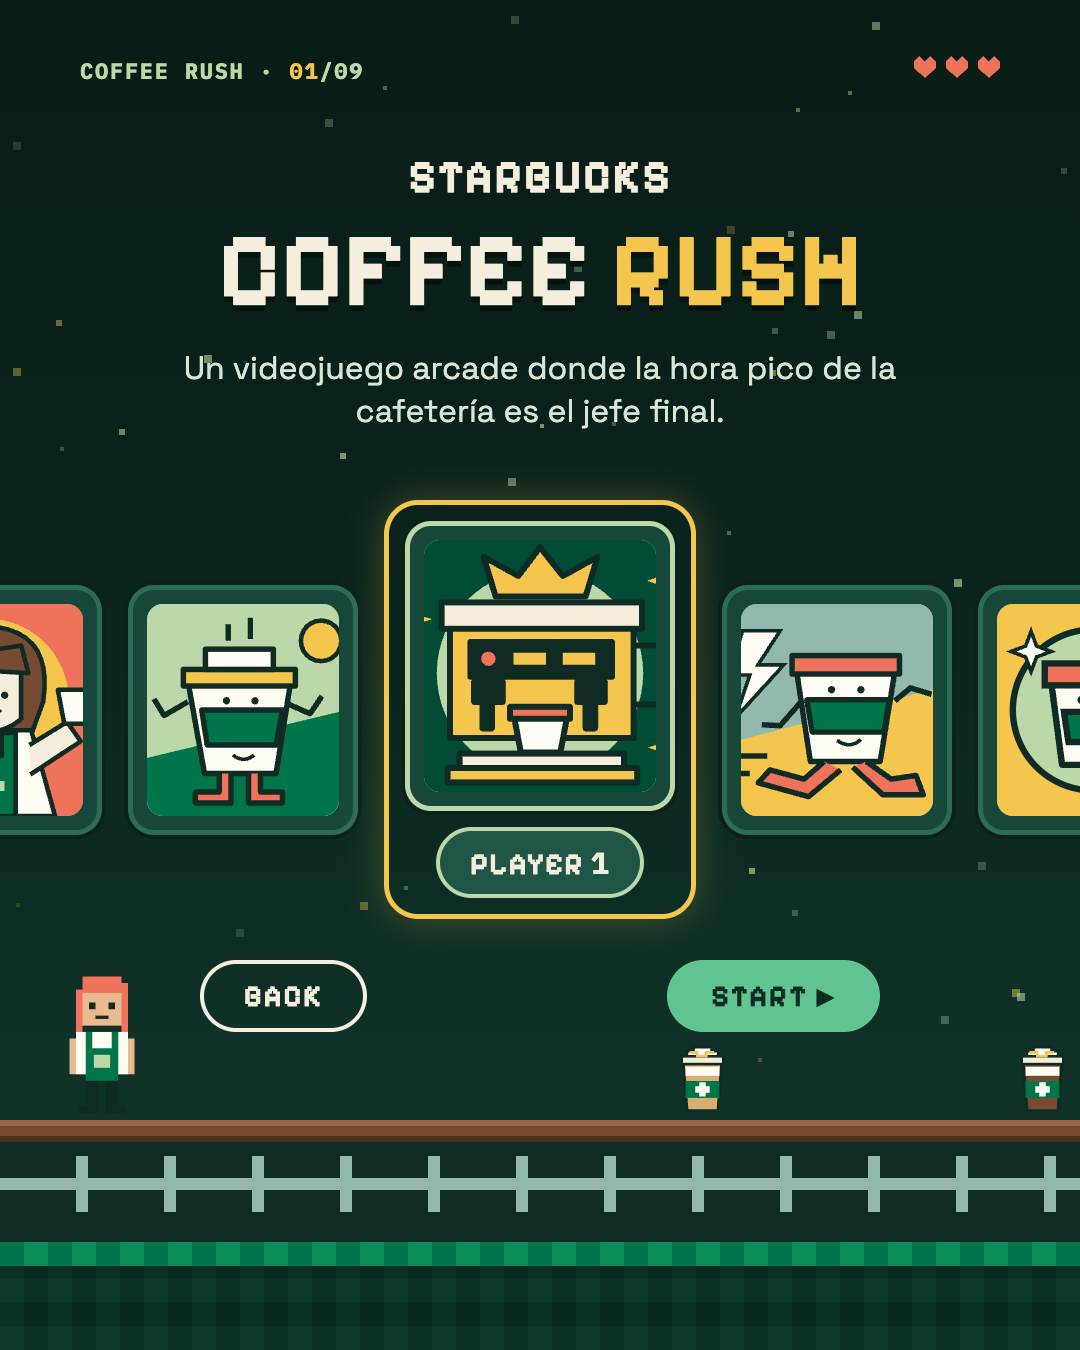 COFFEE RUSH · 01/09
STARBUCKS
COFFEE RUSH
Un videojuego arcade donde la hora pico de la
cafetería es el jefe final.
PLAYER 1
BACK
START ▶